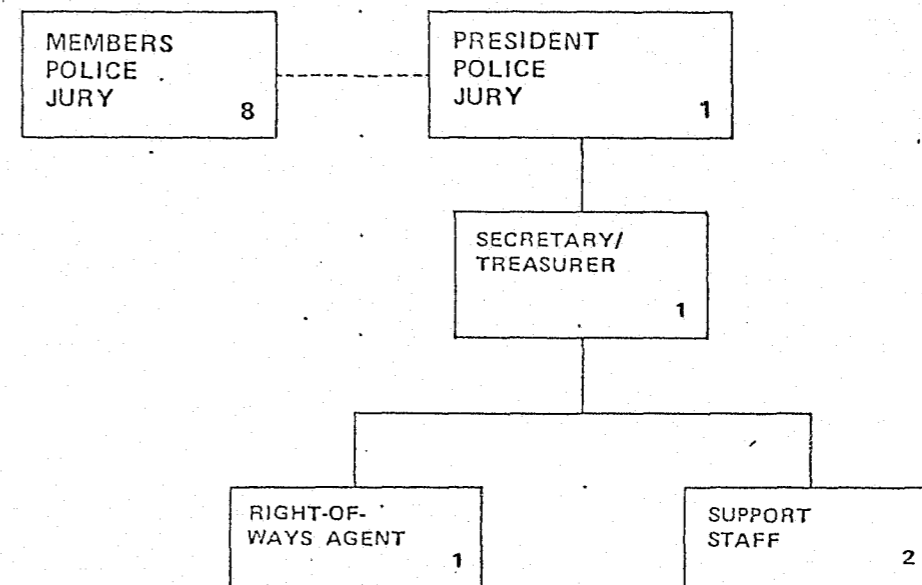 MEMBERS
POLICE
JURY
8
PRESIDENT
POLICE
JURY
1
SECRETARY/
TREASURER
1
RIGHT-OF-
WAYS AGENT
1
SUPPORT
STAFF
2